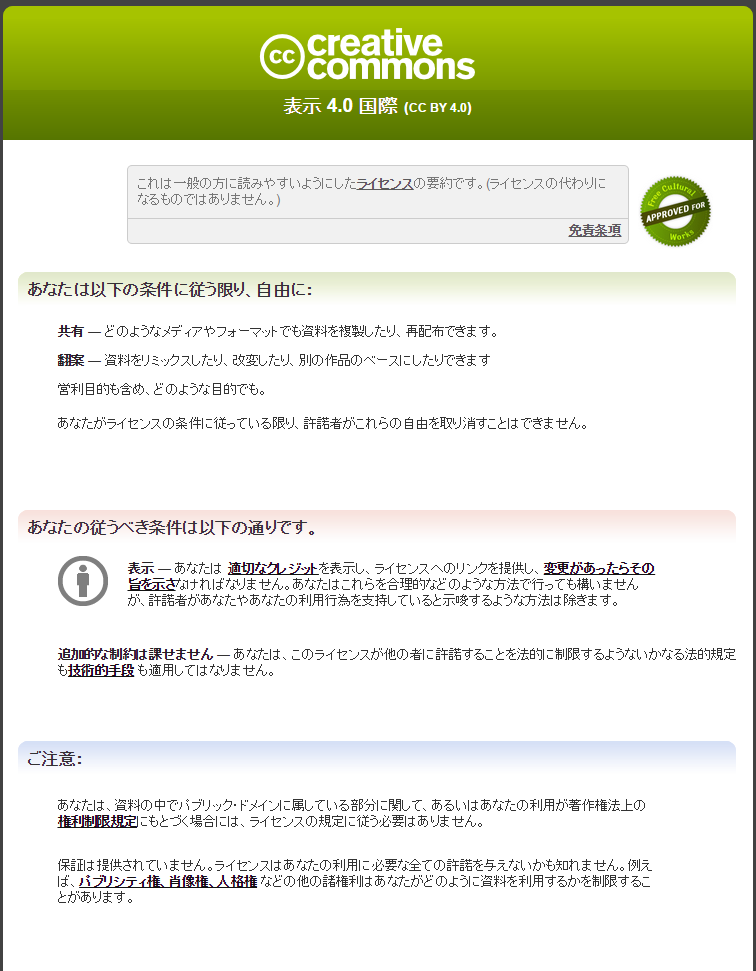 cc creative
commons
表示 4.0 国際 (CC BY 4.0)
これは一般の方に読みやすいようにしたライセンスの要約です。(ライセンスの代わりに
なるものではありません。)
免責条項
Free Cultural
APPROVED FOR
Works
あなたは以下の条件に従う限り、自由に:
共有 — どのようなメディアやフォーマットでも資料を複製したり、再配布できます。
翻案 — 資料をリミックスしたり、改変したり、別の作品のベースにしたりできます
営利目的も含め、どのような目的でも。
あなたがライセンスの条件に従っている限り、許諾者がこれらの自由を取り消すことはできません。
あなたの従うべき条件は以下の通りです。
表示 — あなたは 適切なクレジットを表示し、ライセンスへのリンクを提供し、変更があったらその
旨を示さなければなりません。あなたはこれらを合理的などのような方法で行っても構いません
が、許諾者があなたやあなたの利用行為を支持していると示唆するような方法は除きます。
追加的な制約は課せません — あなたは、このライセンスが他の者に許諾することを法的に制限するようないかなる法的規定
も技術的手段 も適用してはなりません。
ご注意:
あなたは、資料の中でパブリック・ドメインに属している部分に関して、あるいはあなたの利用が著作権法上の
権利制限規定にもとづく場合には、ライセンスの規定に従う必要はありません。
保証は提供されていません。ライセンスはあなたの利用に必要な全ての許諾を与えないかも知れません。例え
ば、パブリシティ権、肖像権、人格権 などの他の諸権利はあなたがどのように資料を利用するかを制限するこ
とがあります。